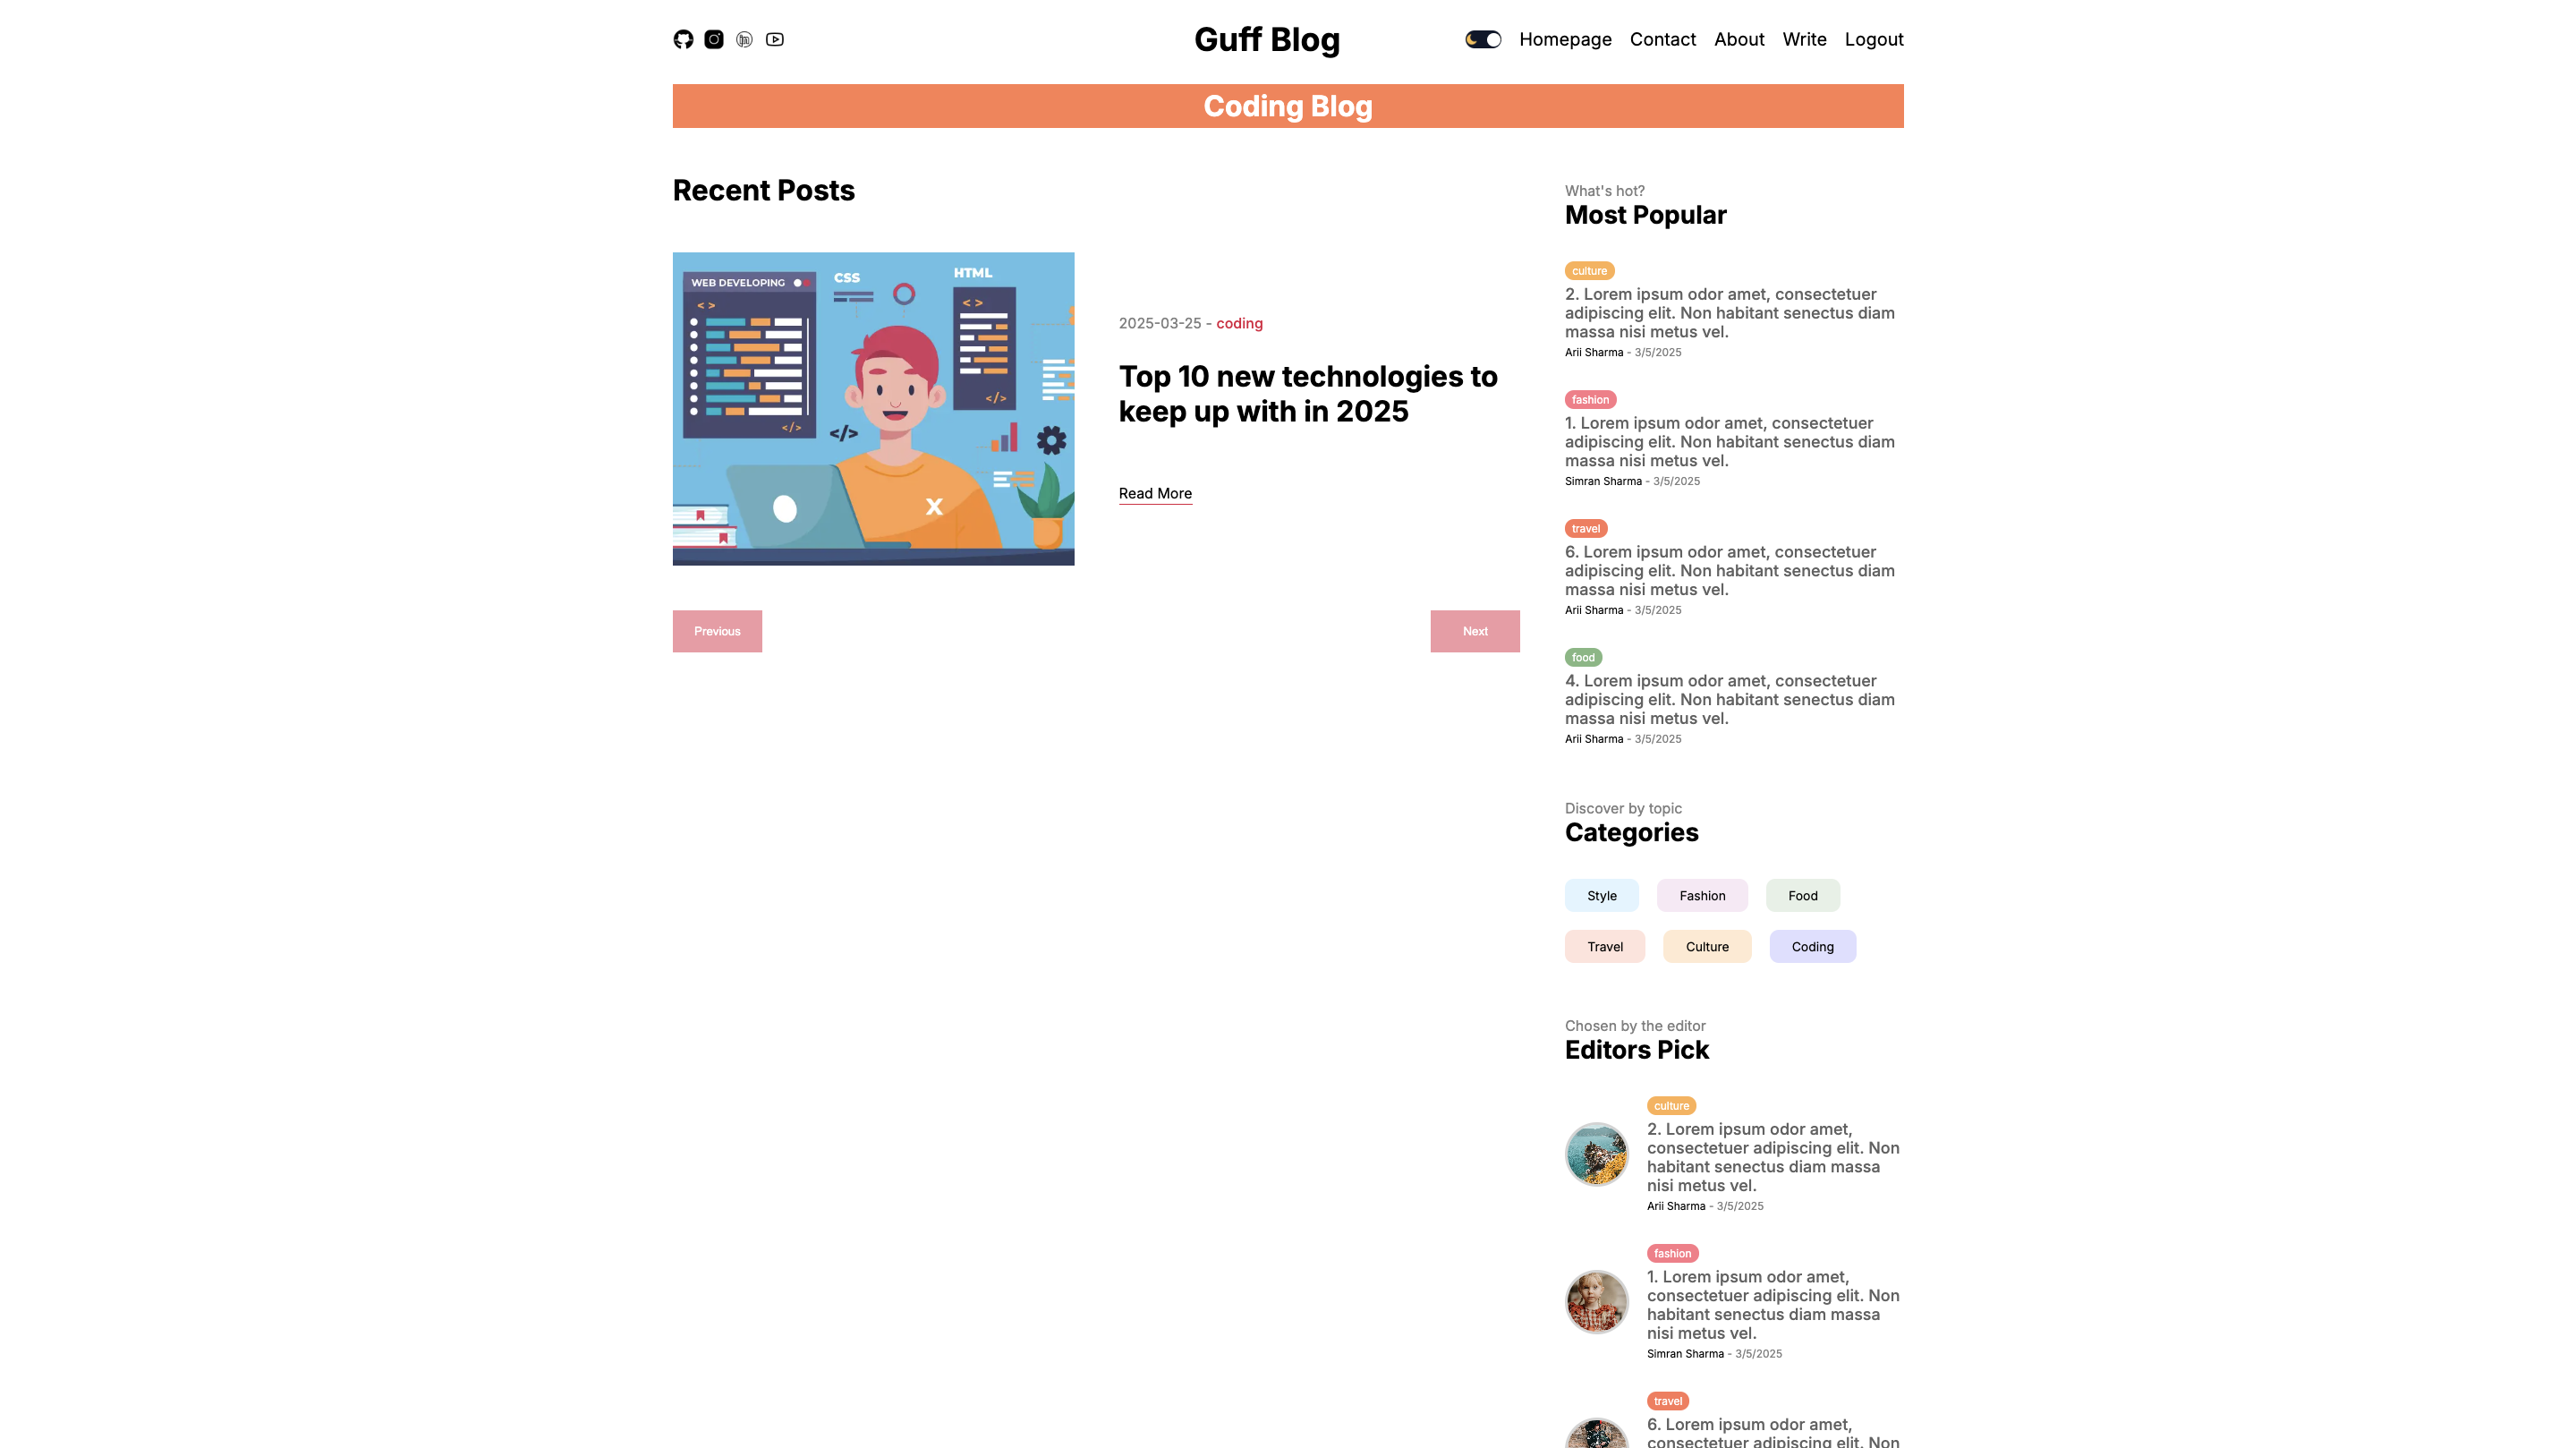 Guff Blog
Homepage Contact About Write Logout
Coding Blog
Recent Posts
WEB DEVELOPING
< >
</>
CSS
HTML
< >
</>
</>
X
2025-03-25 - coding
Top 10 new technologies to
keep up with in 2025
Read More
Previous
Next
What's hot?
Most Popular
culture
2. Lorem ipsum odor amet, consectetuer
adipiscing elit. Non habitant senectus diam
massa nisi metus vel.
Arii Sharma - 3/5/2025
fashion
1. Lorem ipsum odor amet, consectetuer
adipiscing elit. Non habitant senectus diam
massa nisi metus vel.
Simran Sharma - 3/5/2025
travel
6. Lorem ipsum odor amet, consectetuer
adipiscing elit. Non habitant senectus diam
massa nisi metus vel.
Arii Sharma - 3/5/2025
food
4. Lorem ipsum odor amet, consectetuer
adipiscing elit. Non habitant senectus diam
massa nisi metus vel.
Arii Sharma - 3/5/2025
Discover by topic
Categories
Style Fashion Food
Travel Culture Coding
Chosen by the editor
Editors Pick
culture
2. Lorem ipsum odor amet,
consectetuer adipiscing elit. Non
habitant senectus diam massa
nisi metus vel.
Arii Sharma - 3/5/2025
fashion
1. Lorem ipsum odor amet,
consectetuer adipiscing elit. Non
habitant senectus diam massa
nisi metus vel.
Simran Sharma - 3/5/2025
travel
6. Lorem ipsum odor amet,
consectetuer adipiscing elit. Non